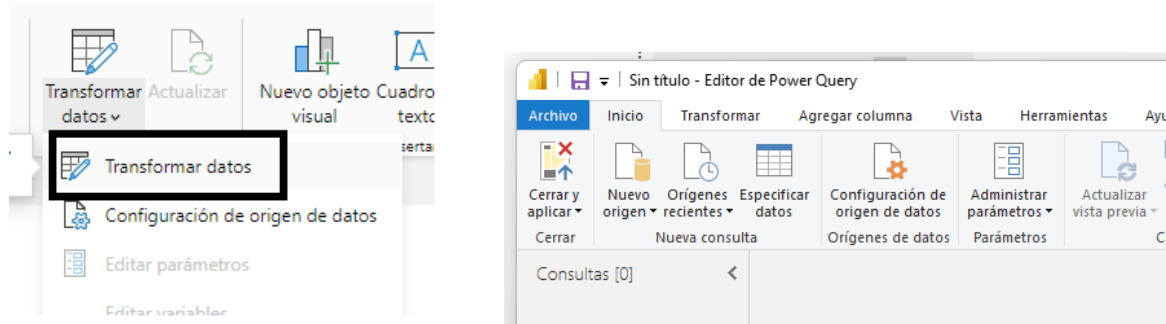 Transformar
datos
Actualizar
Nuevo objeto
visual
Cuadro
texto
Transformar datos
Configuración de origen de datos
Editar parámetros
Editar variables
Sin título - Editor de Power Query
Archivo Inicio Transformar Agregar columna Vista Herramientas
Cerrar y
aplicar
Nuevo
origen
Orígenes
recientes
Especificar
datos
Configuración de
origen de datos
Administrar
parámetros
Actualizar
vista previa
Cerrar Nueva consulta Orígenes de datos Parámetros
Consultas [0]